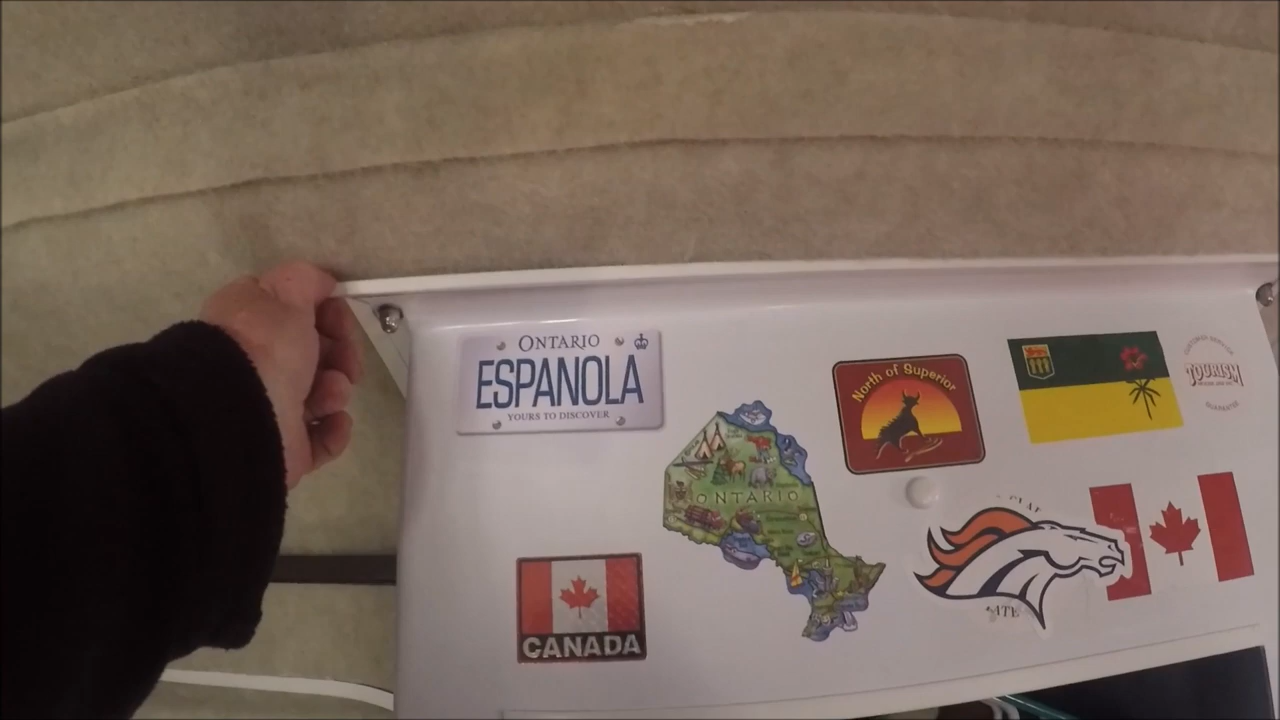 ONTARIO
ESPANOLA
YOURS TO DISCOVER
North of Superior
TOURISM
ONTARIO
CANADA